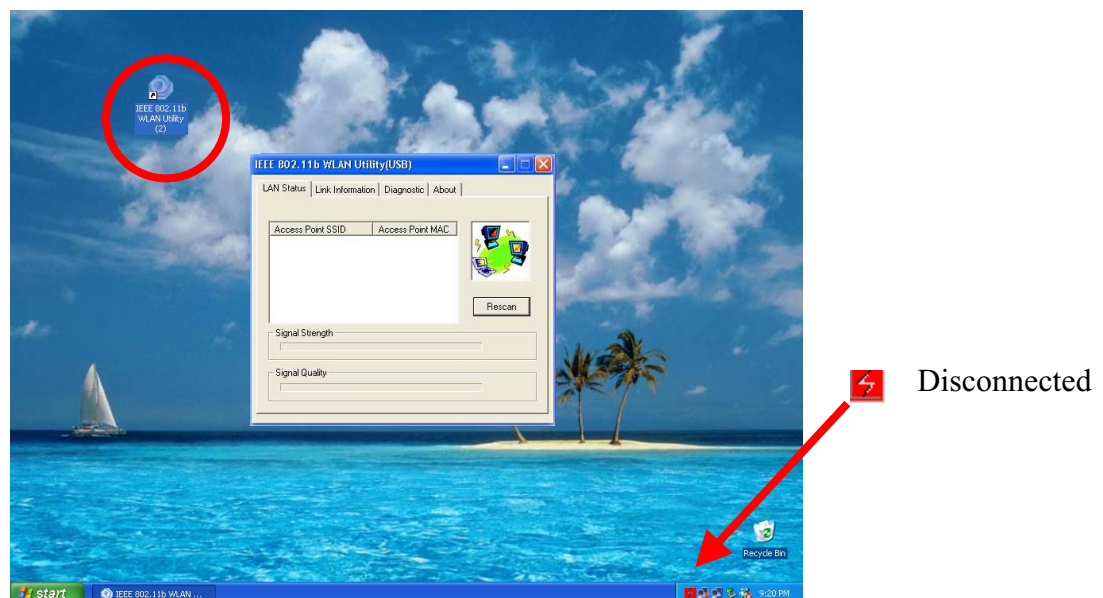 IEEE 802.11b
WLAN Utility
(2)
IEEE 802.11b WLAN Utility(USB)
LAN Status Link Information Diagnostic About
Access Point SSID Access Point MAC
Rescan
Signal Strength
Signal Quality
Disconnected
Recycle Bin
start IEEE 802.11b WLAN ... 9:20 PM